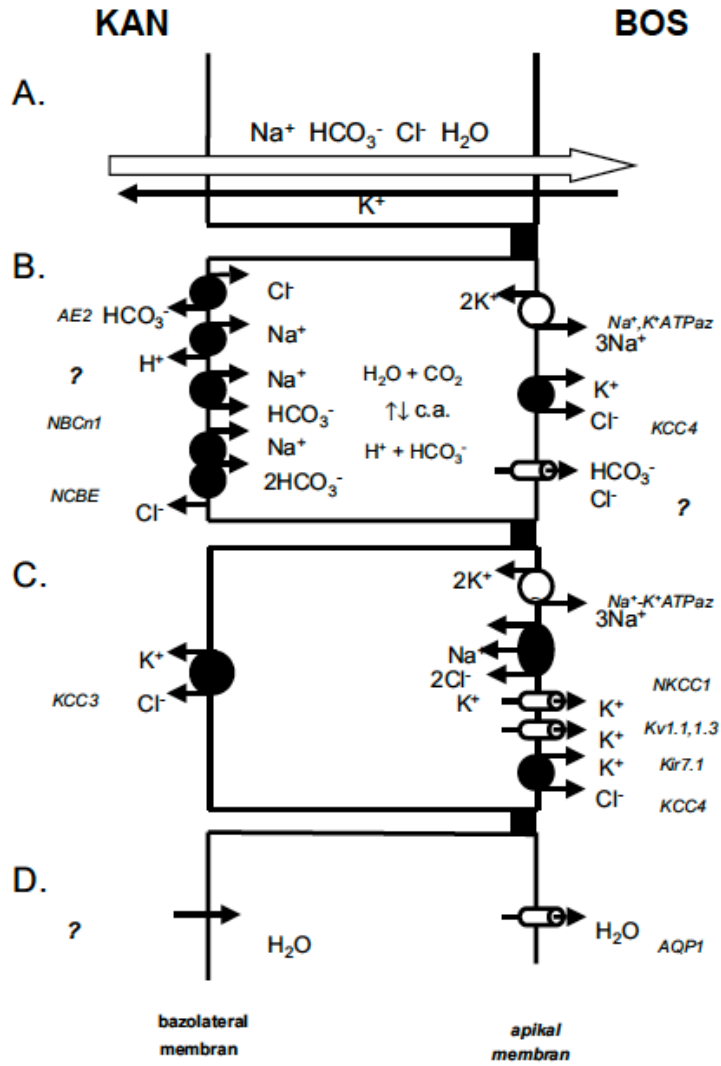 KAN BOS
A.
Na⁺ HCO₃⁻ Cl⁻ H₂O
K⁺
B.
Cl⁻
AE2 HCO₃⁻
2K⁺
Na⁺,K⁺ATPaz
Na⁺
3Na⁺
H⁺
?
Na⁺
H₂O + CO₂
K⁺
HCO₃⁻
↑↓ c.a.
Cl⁻
NBCn1
KCC4
Na⁺
H⁺ + HCO₃⁻
HCO₃⁻
2HCO₃⁻
NCBE
Cl⁻
Cl⁻
?
C.
2K⁺
Na⁺-K⁺ATPaz
3Na⁺
K⁺
Na⁺
2Cl⁻
NKCC1
KCC3
Cl⁻
K⁺
K⁺
Kv1.1,1.3
K⁺
K⁺
Kir7.1
Cl⁻
KCC4
D.
?
H₂O
H₂O
AQP1
bazolateral
membran
apikal
membran